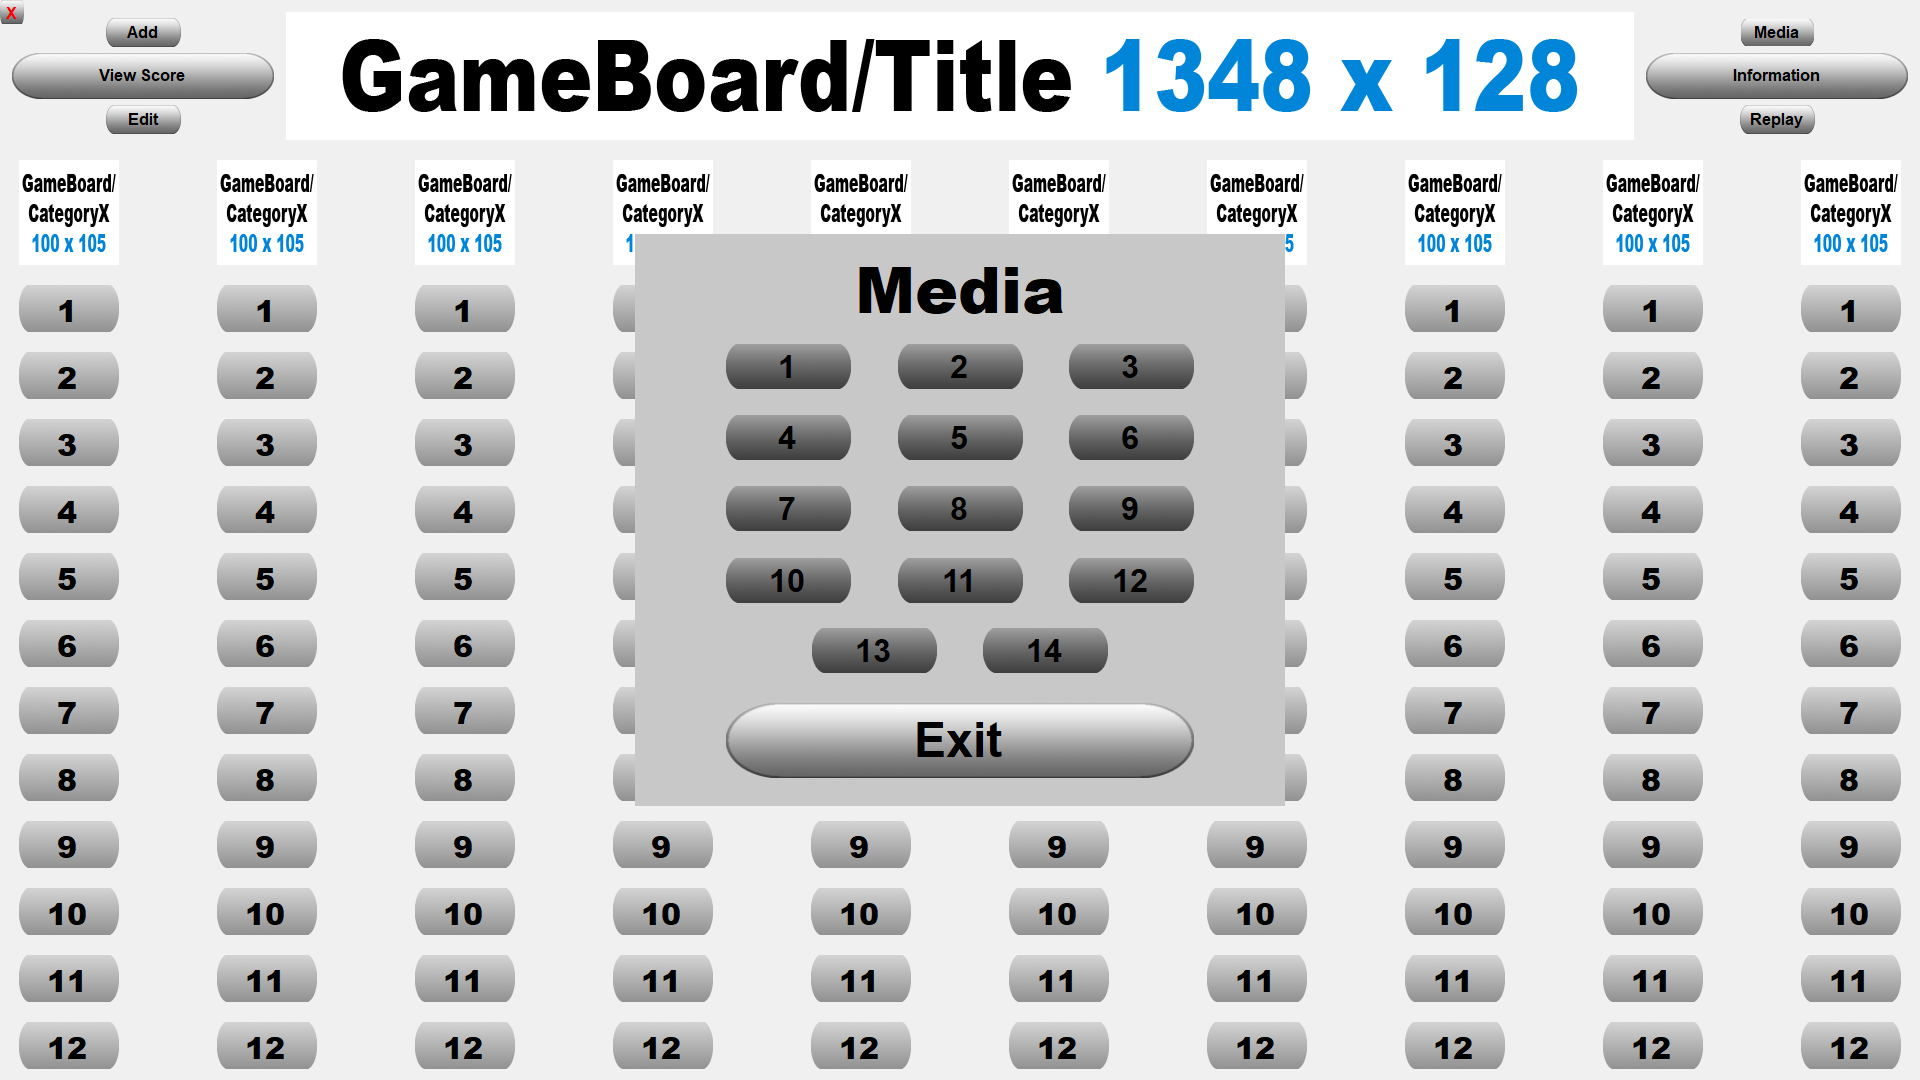 X
Add
View Score
Edit
GameBoard/Title 1348 x 128
Media
Information
Replay
GameBoard/ GameBoard/ GameBoard/ GameBoard/ GameBoard/ GameBoard/ GameBoard/ GameBoard/ GameBoard/ GameBoard/
CategoryX CategoryX CategoryX CategoryX CategoryX CategoryX CategoryX CategoryX CategoryX CategoryX
100 x 105 100 x 105 100 x 105 1 5 100 x 105 100 x 105 100 x 105
Media
1 2 3
4 5 6
7 8 9
10 11 12
13 14
Exit
1 1 1 1 1 1
2 2 2 2 2 2
3 3 3 3 3 3
4 4 4 4 4 4
5 5 5 5 5 5
6 6 6 6 6 6
7 7 7 7 7 7
8 8 8 8 8 8
9 9 9 9 9 9 9 9 9 9
10 10 10 10 10 10 10 10 10 10
11 11 11 11 11 11 11 11 11 11
12 12 12 12 12 12 12 12 12 12